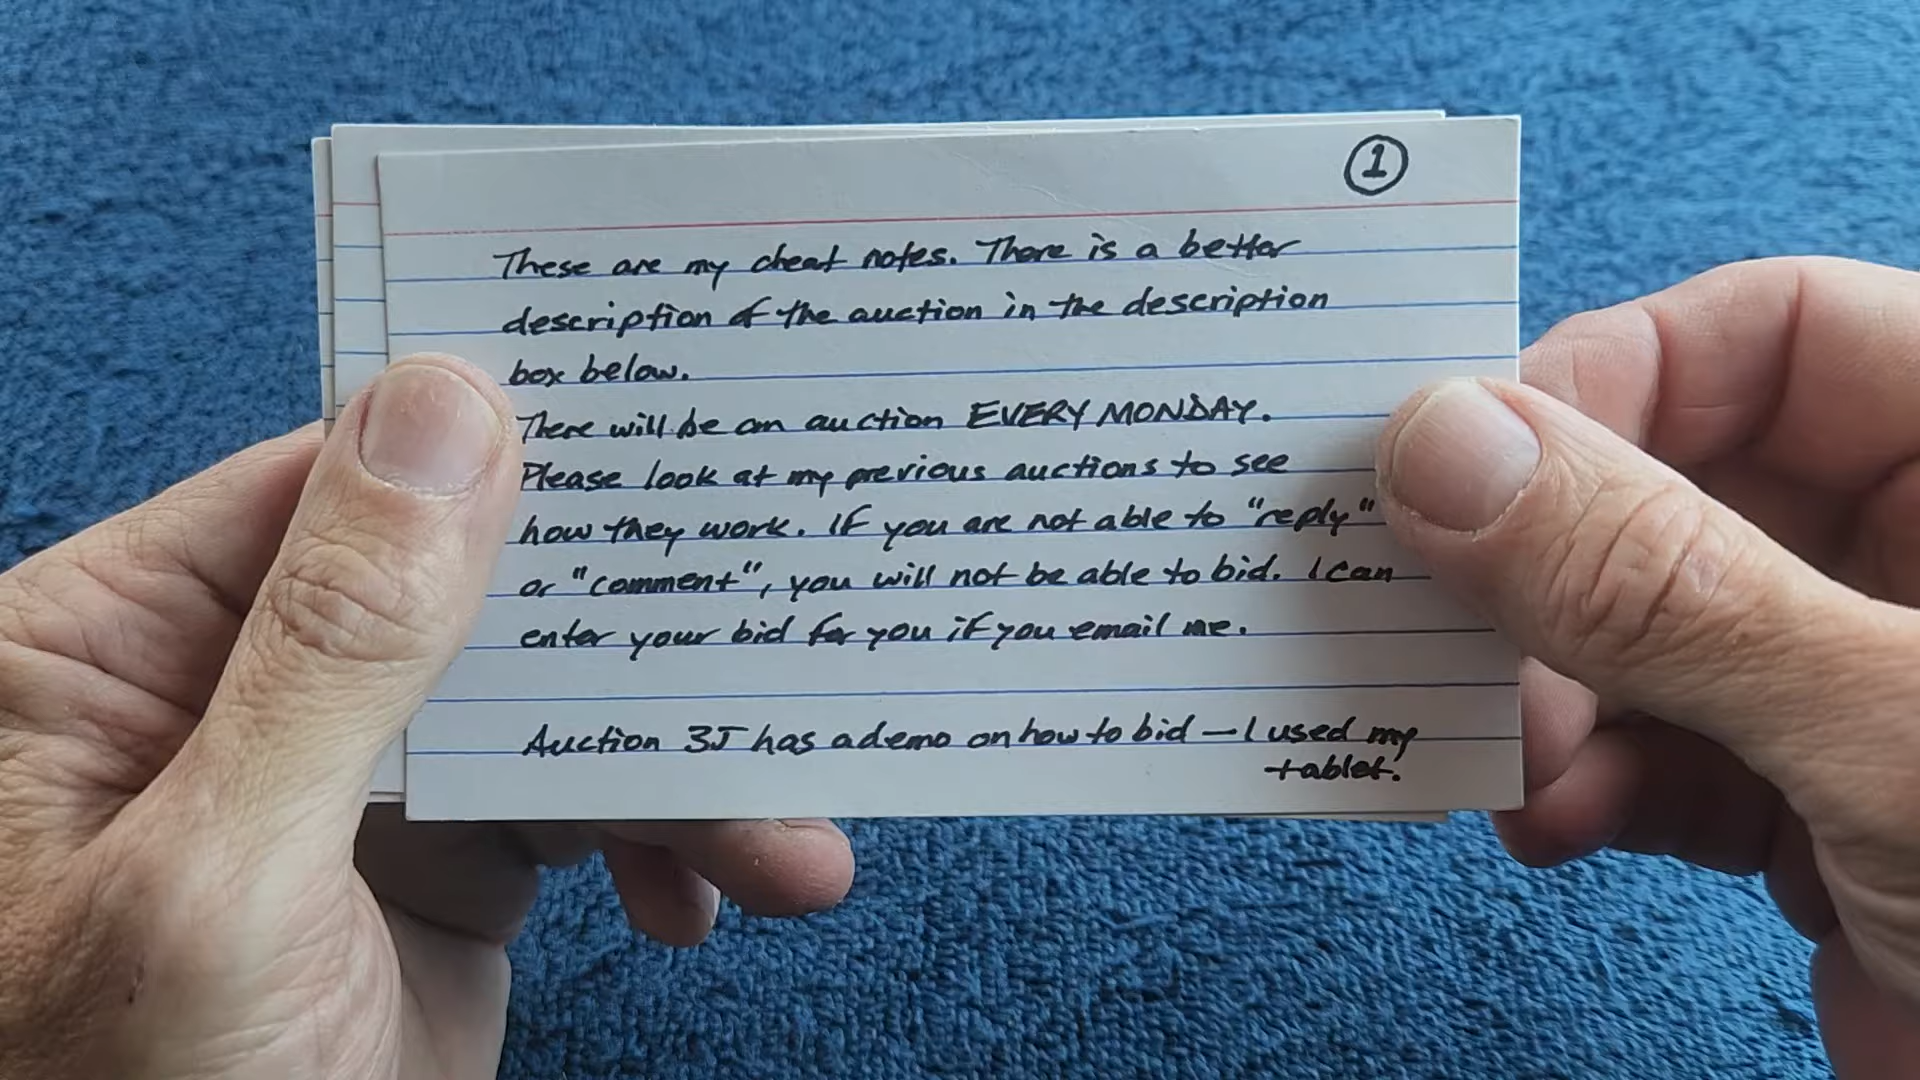 1
These are my cheat notes. There is a better
description of the auction in the description
box below.
There will be an auction EVERY MONDAY.
Please look at my previous auctions to see
how they work. If you are not able to "reply"
or "comment", you will not be able to bid. I can
enter your bid for you if you email me.
Auction 3J has a demo on how to bid — I used my
tablet.